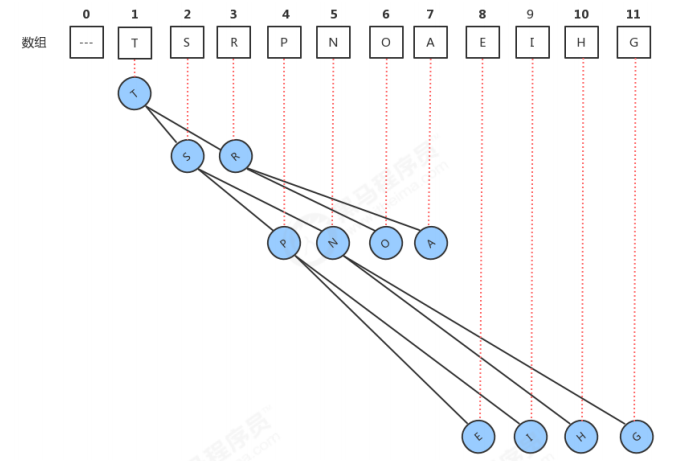 0 1 2 3 4 5 6 7 8 9 10 11
数组 --- T S R P N O A E I H G
T
S R
P N O A
E I H G